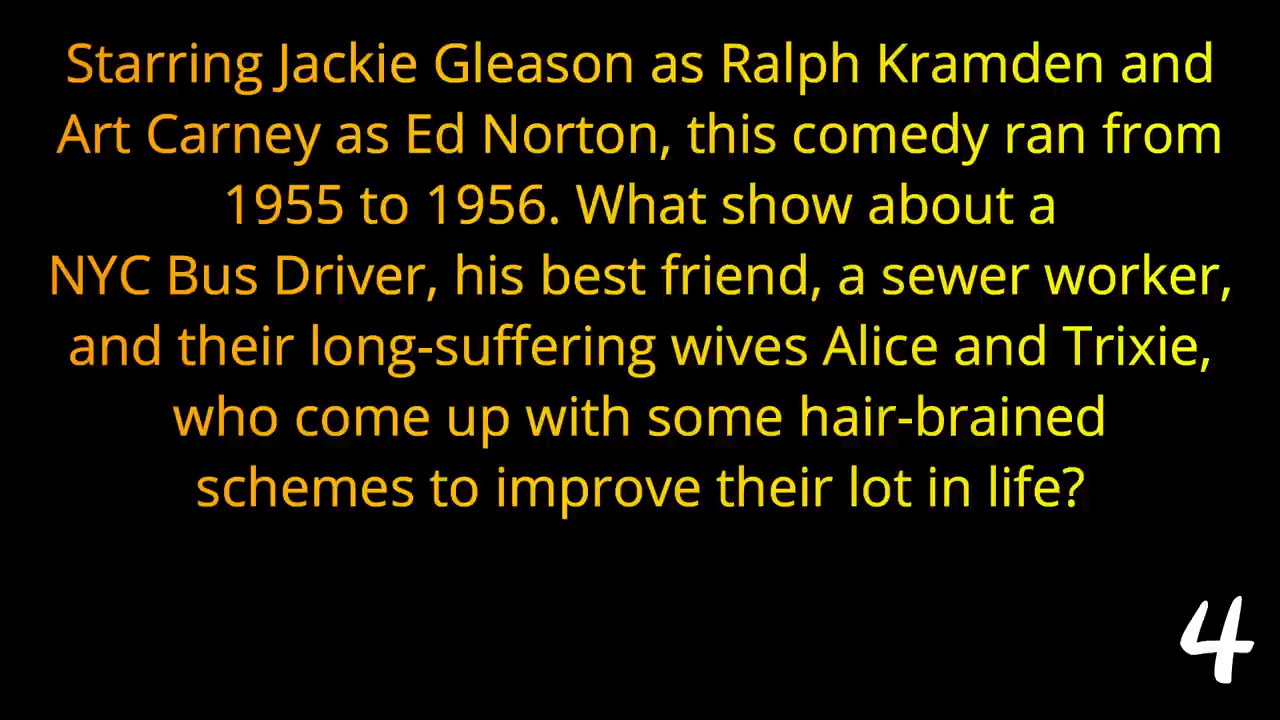 Starring Jackie Gleason as Ralph Kramden and
Art Carney as Ed Norton, this comedy ran from
1955 to 1956. What show about a
NYC Bus Driver, his best friend, a sewer worker,
and their long-suffering wives Alice and Trixie,
who come up with some hair-brained
schemes to improve their lot in life?
4